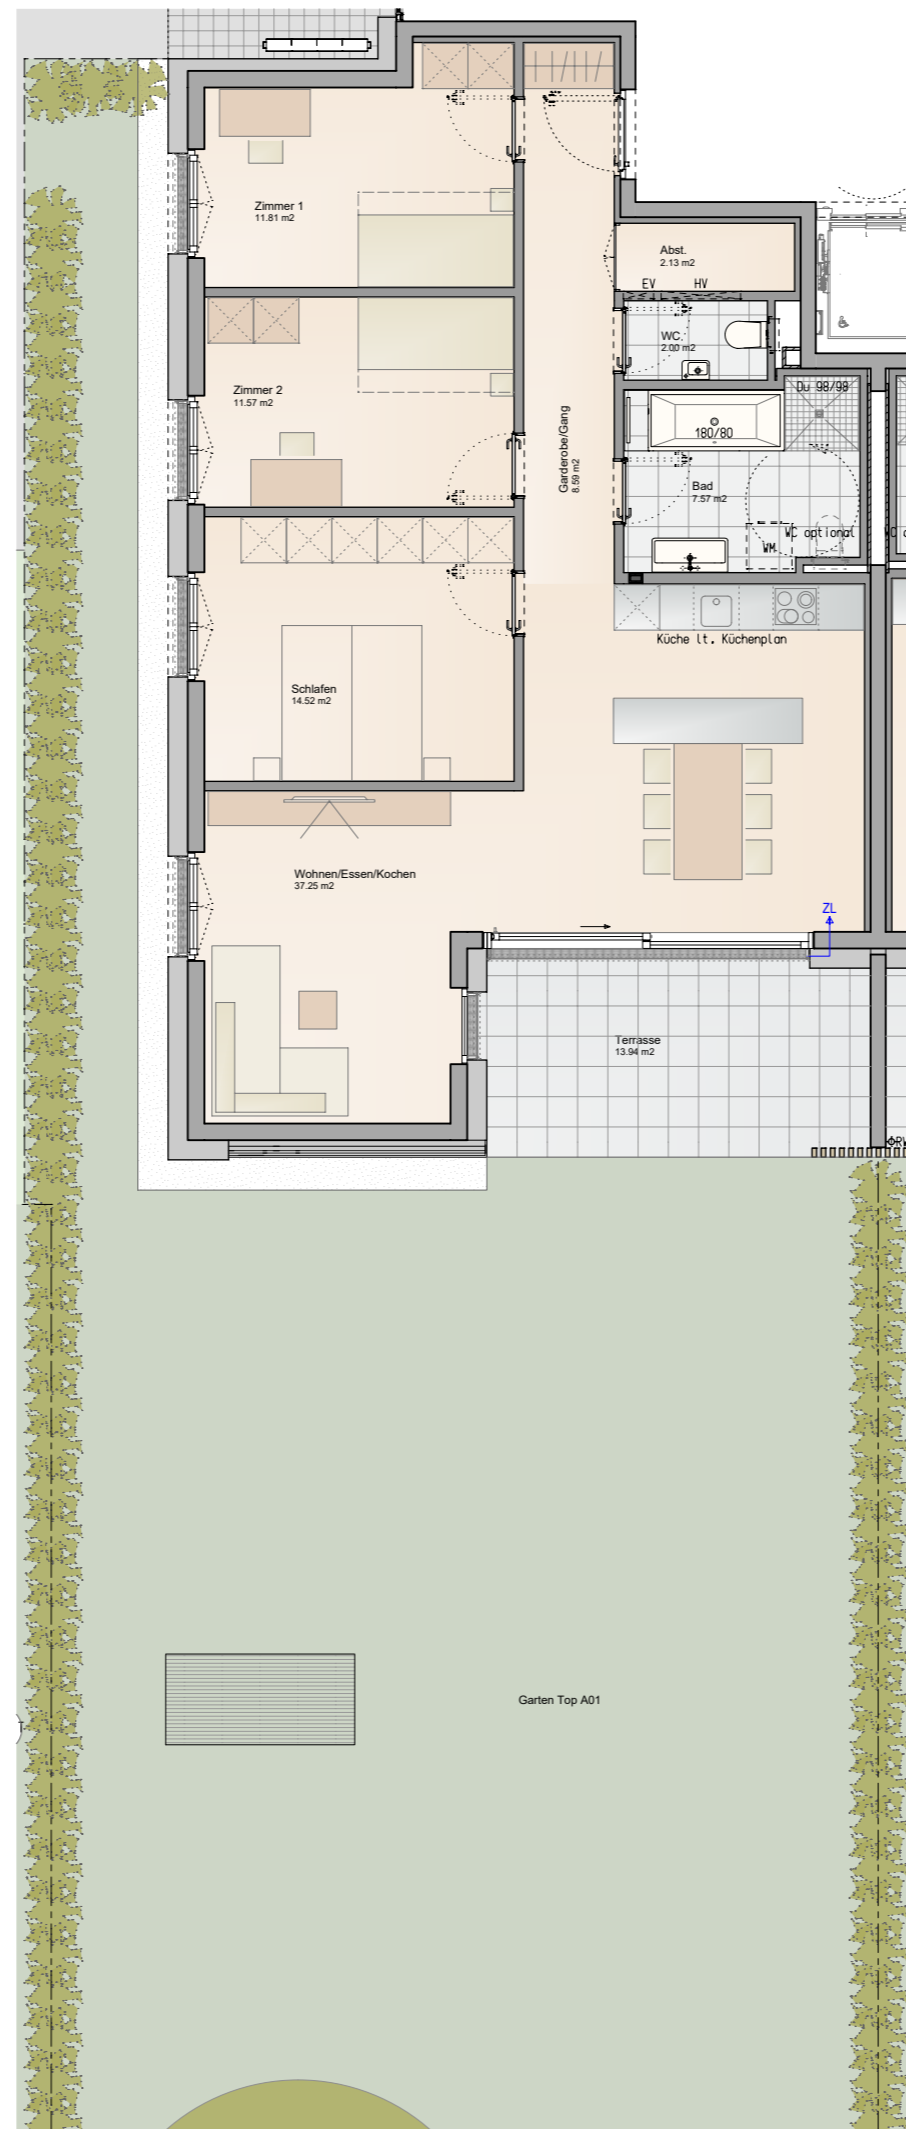 Zimmer 1
11.81 m2
Abst.
2.13 m2
EV HV
WC.
2.00 m2
Zimmer 2
11.57 m2
Du 98/98
180/80
Garderobe/Gang
8.59 m2
Bad
7.57 m2
WC optional
WM
Küche lt. Küchenplan
Schlafen
14.52 m2
Wohnen/Essen/Kochen
37.25 m2
ZL
Terrasse
13.94 m2
Garten Top A01